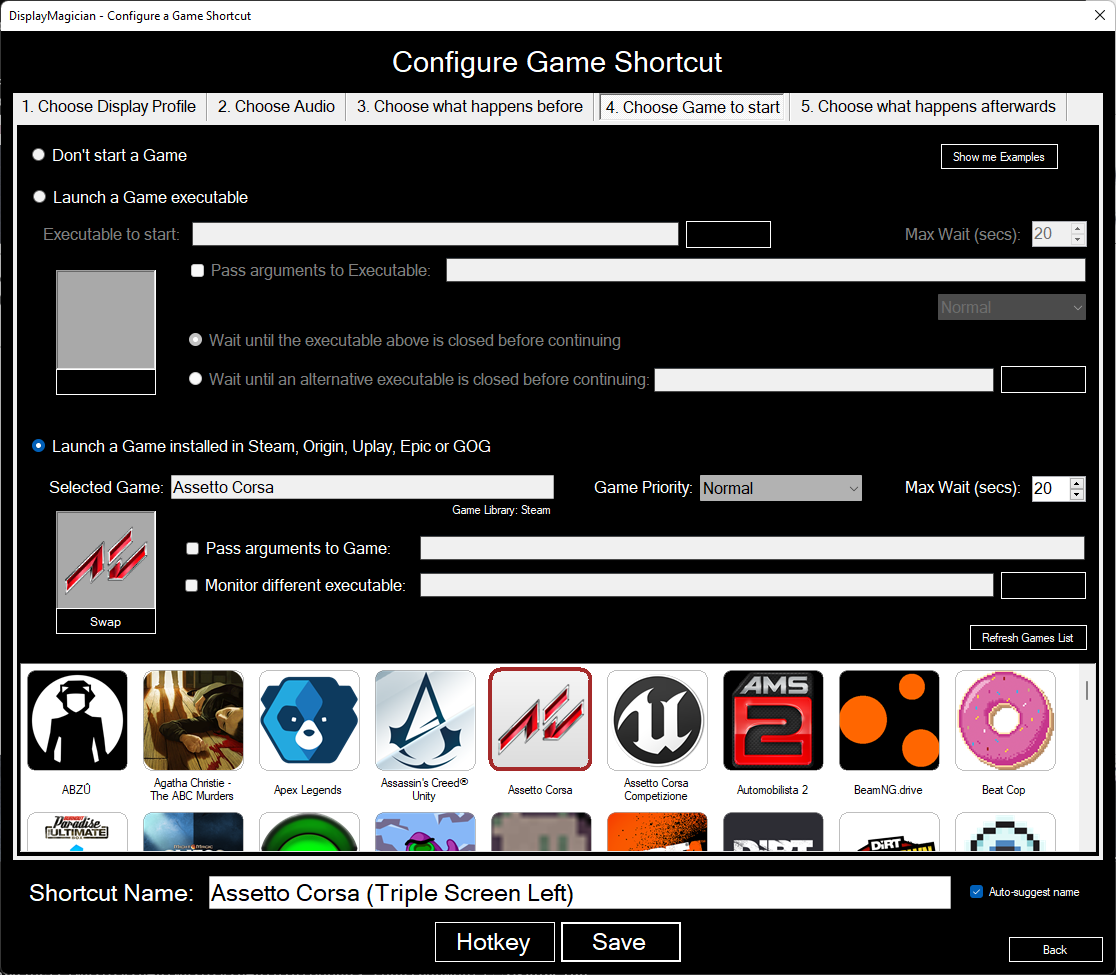 DisplayMagician - Configure a Game Shortcut
Configure Game Shortcut
1. Choose Display Profile
2. Choose Audio
3. Choose what happens before
4. Choose Game to start
5. Choose what happens afterwards
Don't start a Game
Show me Examples
Launch a Game executable
Executable to start:
Max Wait (secs):
20
Pass arguments to Executable:
Normal
Wait until the executable above is closed before continuing
Wait until an alternative executable is closed before continuing:
Launch a Game installed in Steam, Origin, Uplay, Epic or GOG
Selected Game:
Assetto Corsa
Game Priority:
Normal
Max Wait (secs):
20
Game Library: Steam
Pass arguments to Game:
Monitor different executable:
Swap
Refresh Games List
AMS
2
ABZÛ
Agatha Christie -
The ABC Murders
Apex Legends
Assassin's Creed®
Unity
Assetto Corsa
Assetto Corsa
Competizione
Automobilista 2
BeamNG.drive
Beat Cop
Paradise
ULTIMATE
DiRT
DiRT
Shortcut Name:
Assetto Corsa (Triple Screen Left)
Auto-suggest name
Hotkey
Save
Back